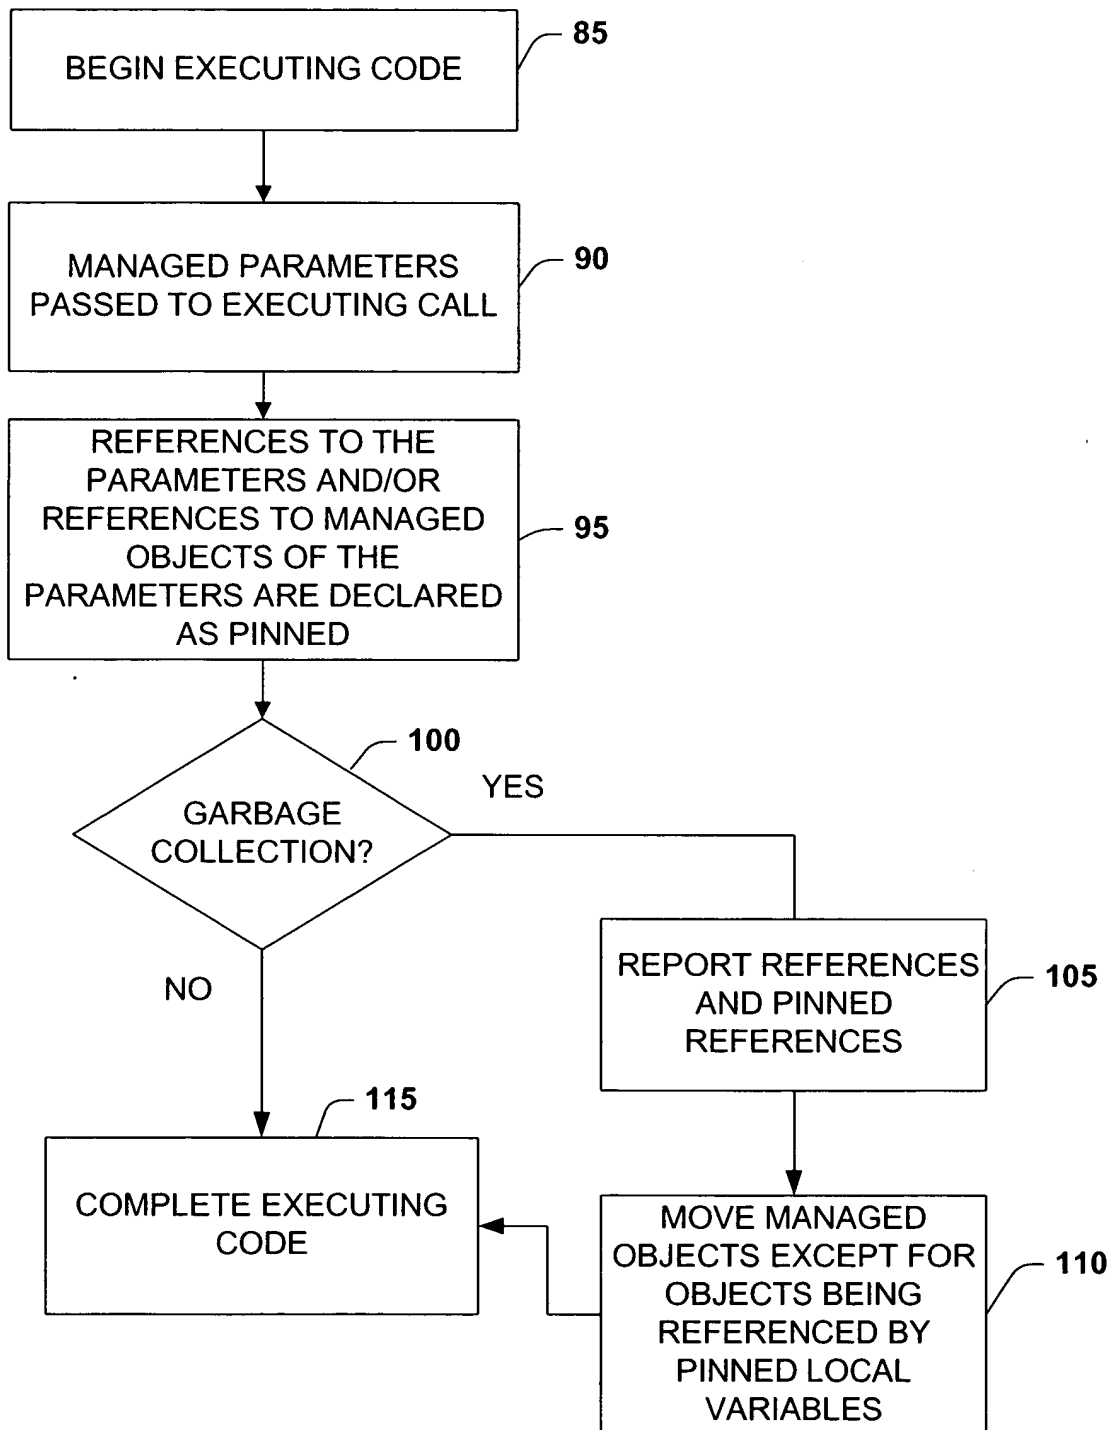 85
BEGIN EXECUTING CODE
90
MANAGED PARAMETERS
PASSED TO EXECUTING CALL
REFERENCES TO THE
PARAMETERS AND/OR
REFERENCES TO MANAGED
OBJECTS OF THE
PARAMETERS ARE DECLARED
AS PINNED
95
100
YES
GARBAGE
COLLECTION?
NO
REPORT REFERENCES
AND PINNED
REFERENCES
105
115
COMPLETE EXECUTING
CODE
MOVE MANAGED
OBJECTS EXCEPT FOR
OBJECTS BEING
REFERENCED BY
PINNED LOCAL
VARIABLES
110